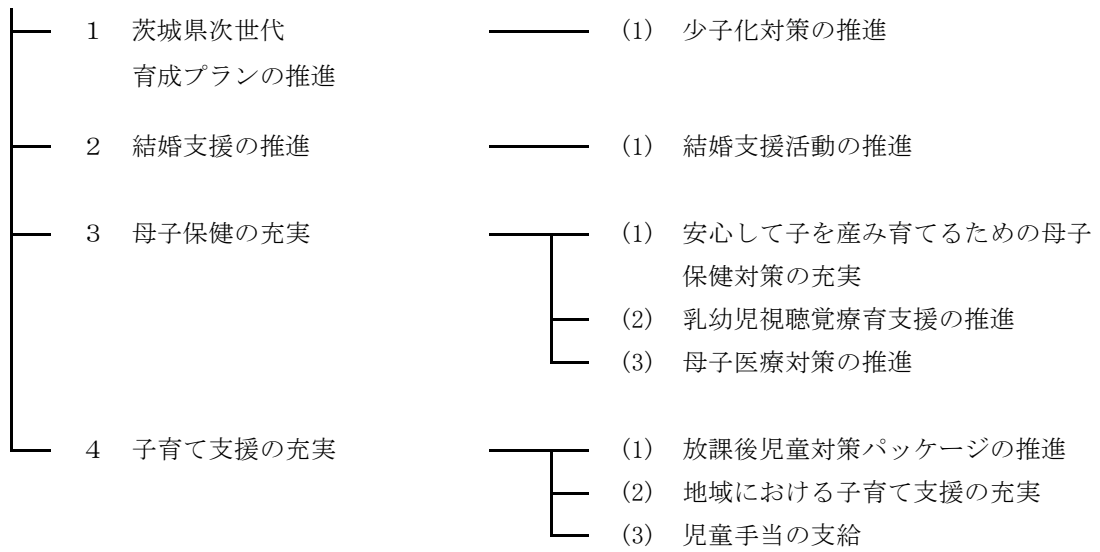 １ 茨城県次世代 (1) 少子化対策の推進
育成プランの推進
２ 結婚支援の推進 (1) 結婚支援活動の推進
３ 母子保健の充実 (1) 安心して子を産み育てるための母子
保健対策の充実
(2) 乳幼児視聴覚療育支援の推進
(3) 母子医療対策の推進
４ 子育て支援の充実 (1) 放課後児童対策パッケージの推進
(2) 地域における子育て支援の充実
(3) 児童手当の支給